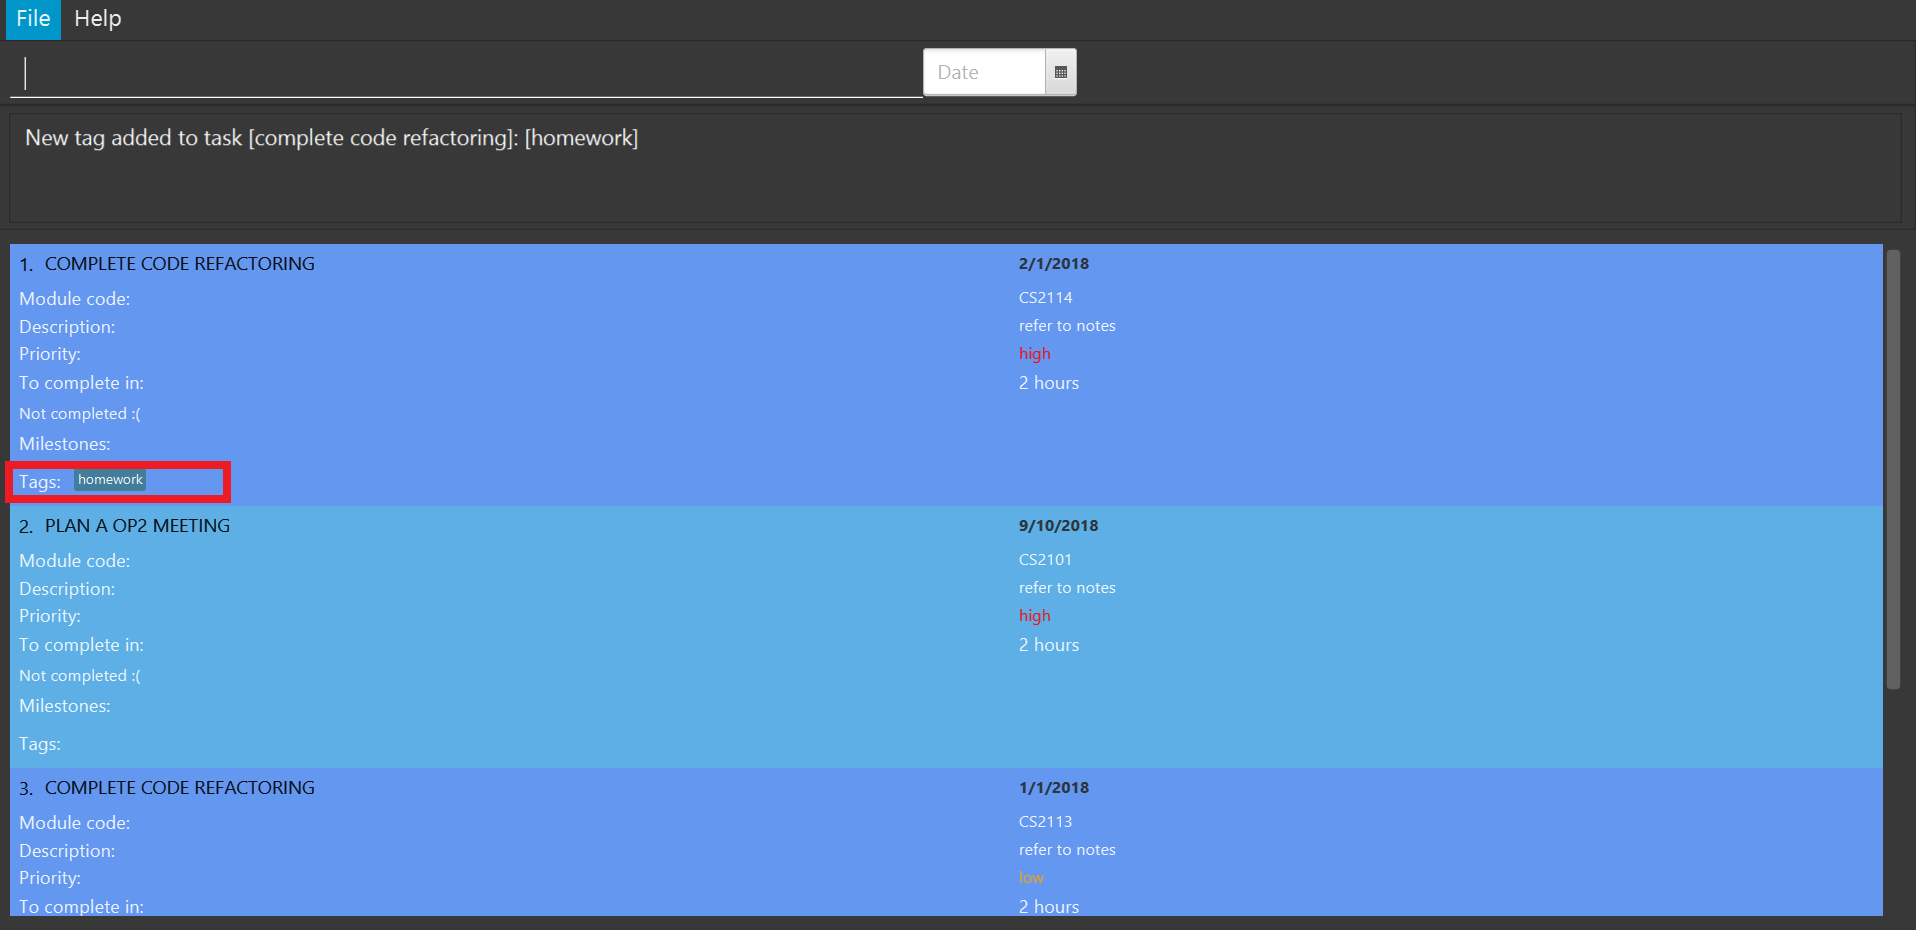 File Help
Date
New tag added to task [complete code refactoring]: [homework]
1. COMPLETE CODE REFACTORING 2/1/2018
Module code: CS2114
Description: refer to notes
Priority: high
To complete in: 2 hours
Not completed :(
Milestones:
Tags: homework
2. PLAN A OP2 MEETING 9/10/2018
Module code: CS2101
Description: refer to notes
Priority: high
To complete in: 2 hours
Not completed :(
Milestones:
Tags:
3. COMPLETE CODE REFACTORING 1/1/2018
Module code: CS2113
Description: refer to notes
Priority: low
To complete in: 2 hours